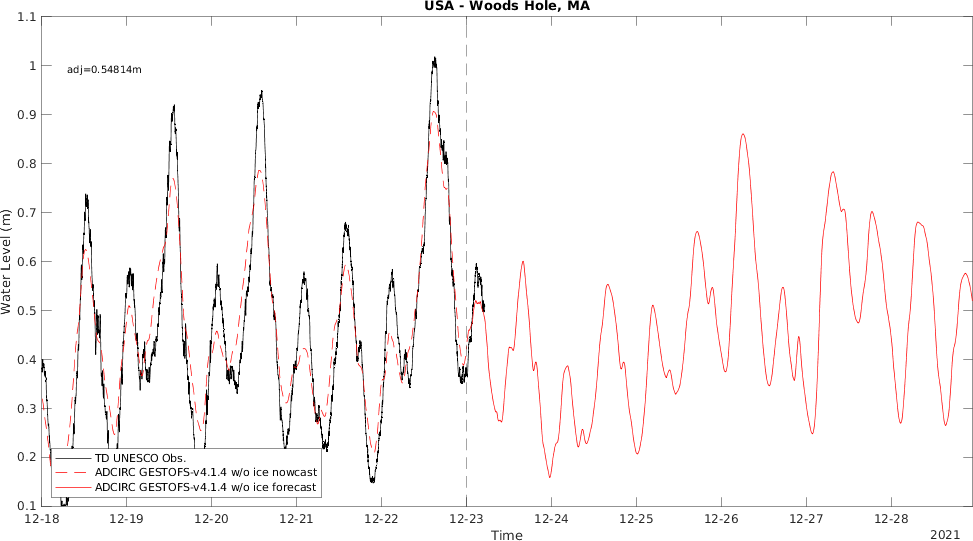 USA - Woods Hole, MA
adj=0.54814m
1.1
1
0.9
0.8
0.7
0.6
0.5
0.4
0.3
0.2
0.1
Water Level (m)
TD UNESCO Obs.
ADCIRC GESTOFS-v4.1.4 w/o ice nowcast
ADCIRC GESTOFS-v4.1.4 w/o ice forecast
12-18 12-19 12-20 12-21 12-22 12-23 12-24 12-25 12-26 12-27 12-28
Time
2021